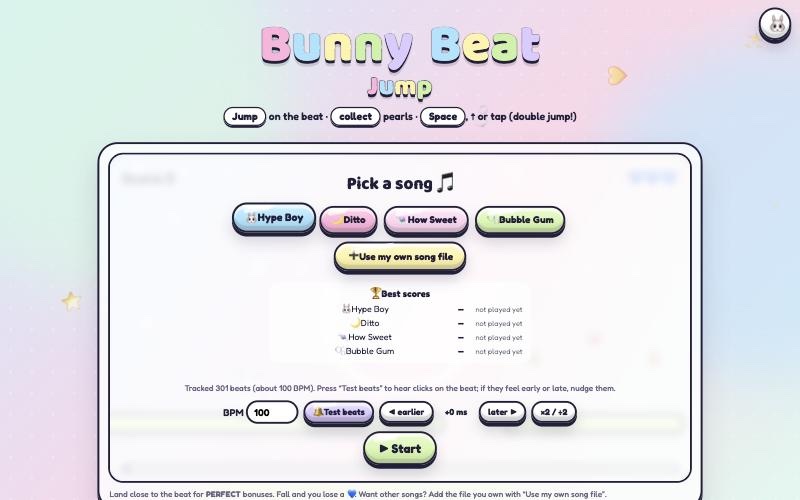 Bunny Beat
Jump
Jump on the beat · collect pearls · Space, ↑ or tap (double jump!)
Pick a song 🎵
🐰Hype Boy 🌙Ditto 🍬How Sweet 🫧Bubble Gum
➕Use my own song file
🏆Best scores
🐰Hype Boy – not played yet
🌙Ditto – not played yet
🍬How Sweet – not played yet
🫧Bubble Gum – not played yet
Tracked 301 beats (about 100 BPM). Press "Test beats" to hear clicks on the beat; if they feel early or late, nudge them.
BPM 100 🔔Test beats ◀ earlier +0 ms later ▶ x2 / ÷2
▶ Start
Land close to the beat for PERFECT bonuses. Fall and you lose a 💙. Want other songs? Add the file you own with "Use my own song file".